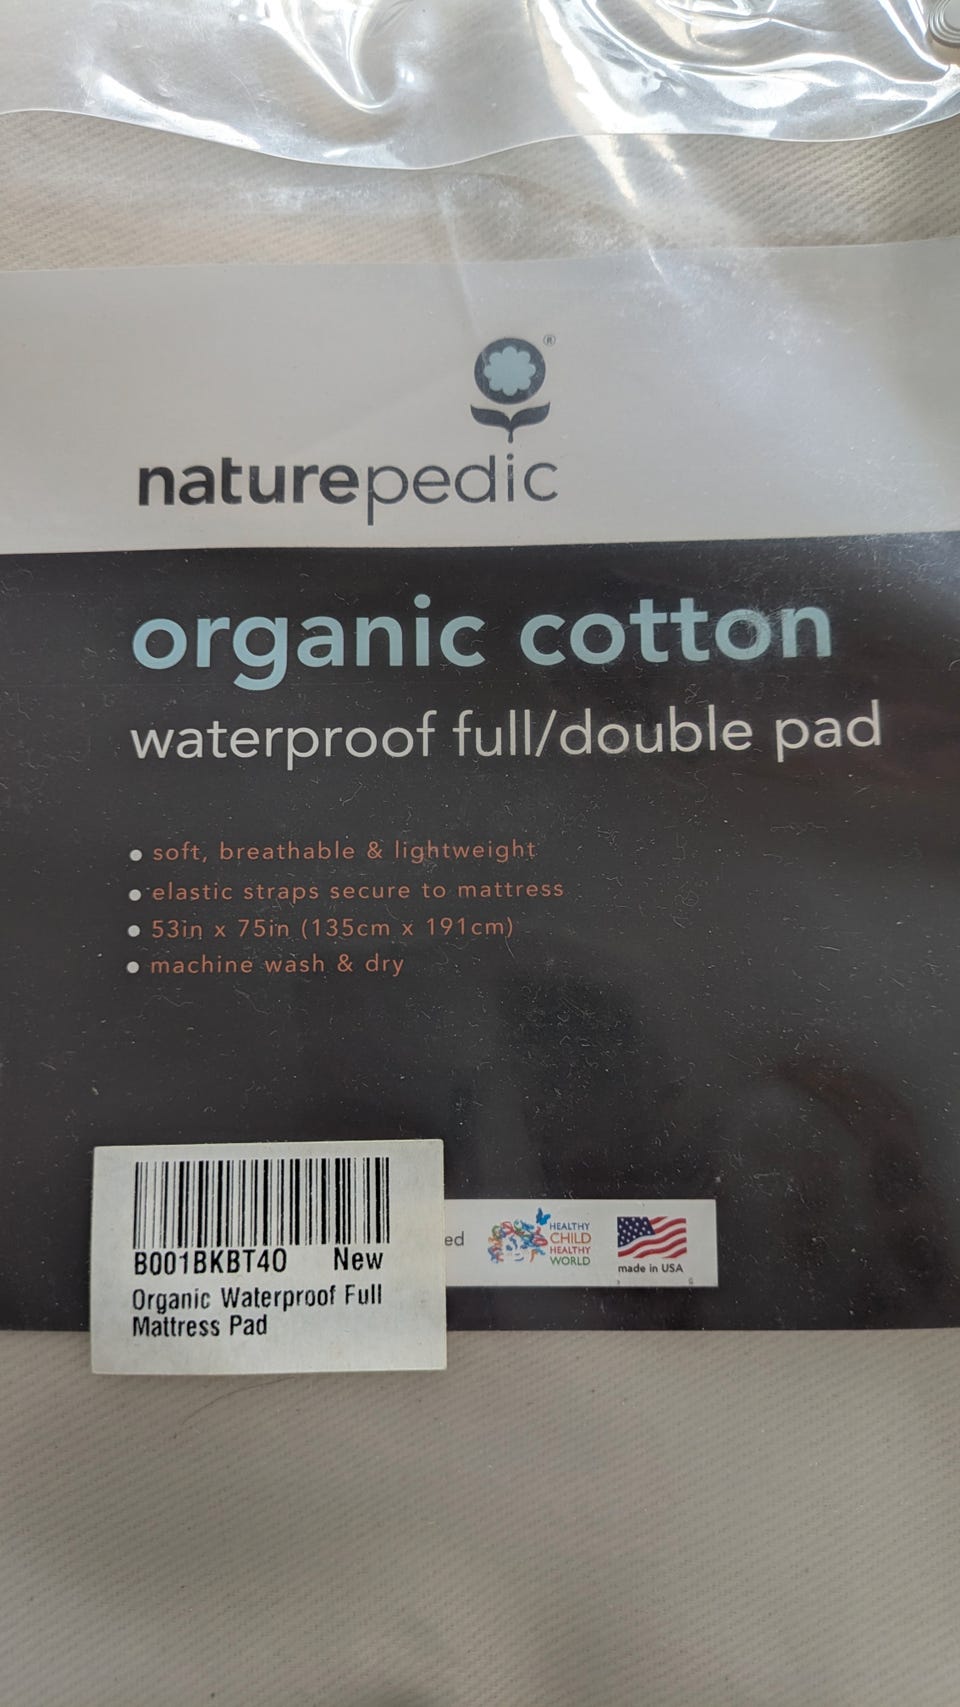 ®
naturepedic
organic cotton
waterproof full/double pad
• soft, breathable & lightweight
• elastic straps secure to mattress
• 53in x 75in (135cm x 191cm)
• machine wash & dry
B001BKBT4O New
Organic Waterproof Full
Mattress Pad
ed
HEALTHY
CHILD
HEALTHY
WORLD
made in USA